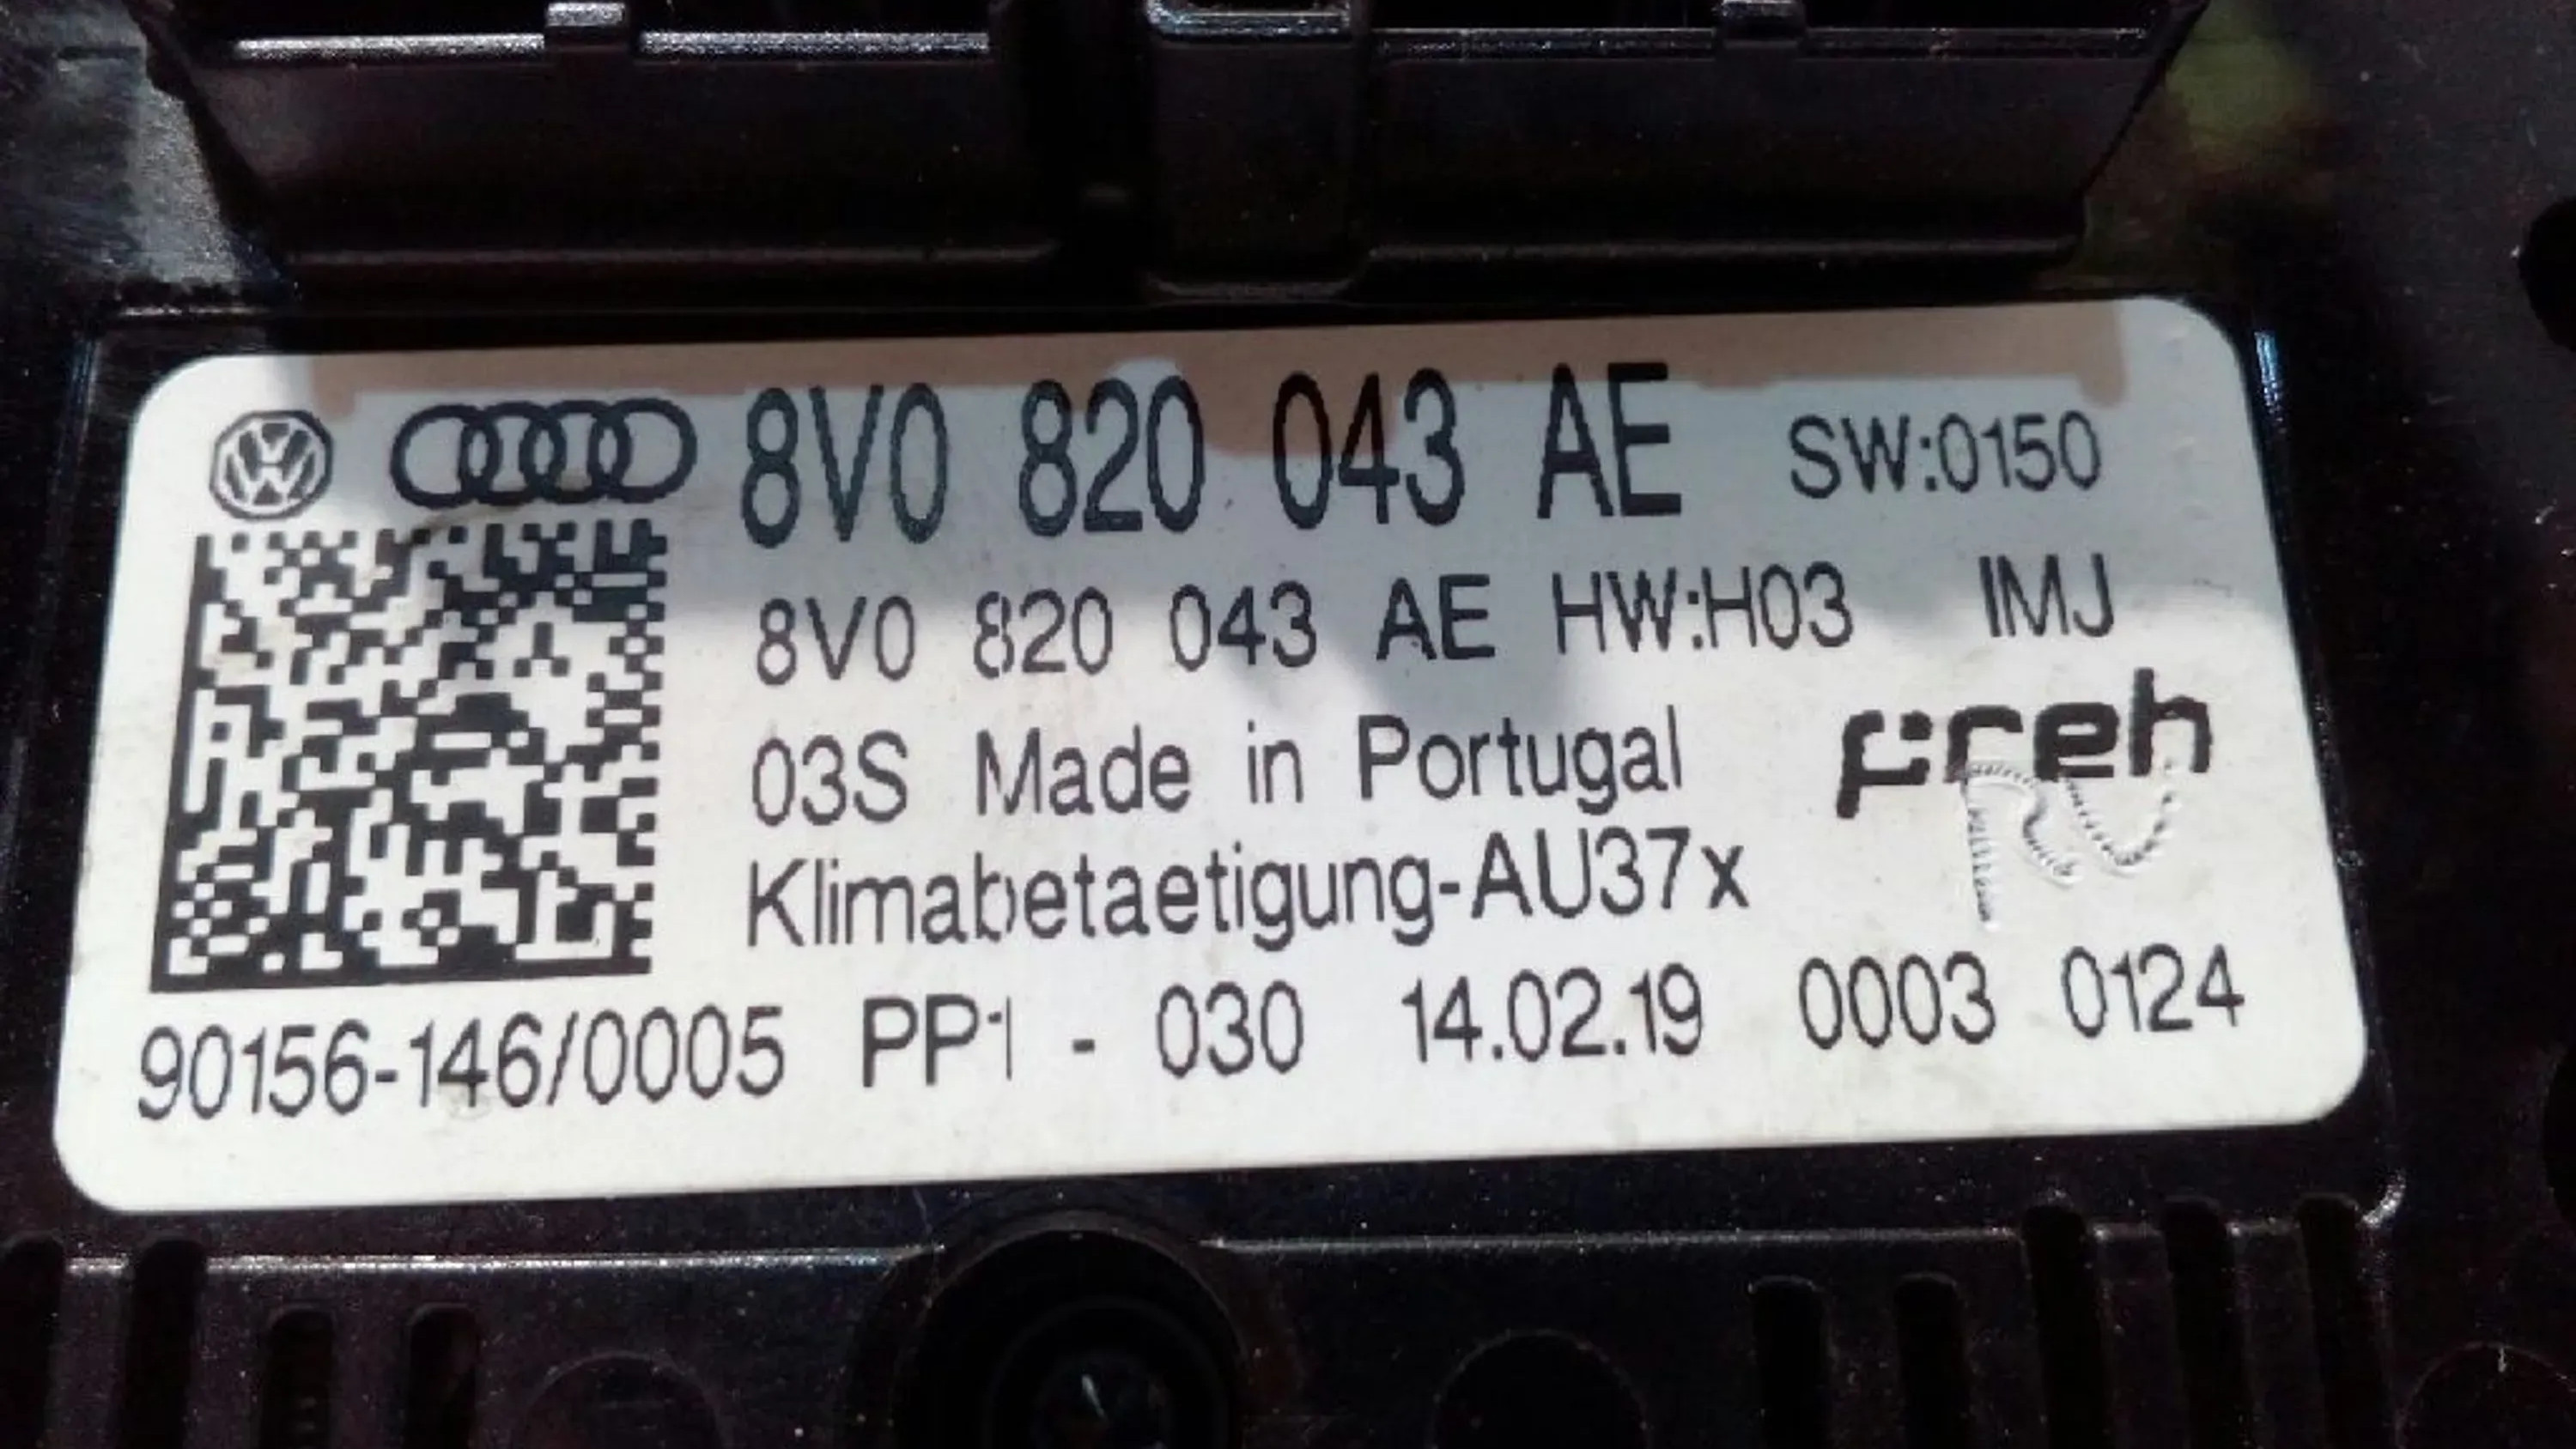 8V0 820 043 AE SW:0150
8V0 820 043 AE HW:H03 IMJ
03S Made in Portugal preh
Klimabetaetigung-AU37x
90156-146/0005 PP1 - 030 14.02.19 0003 0124